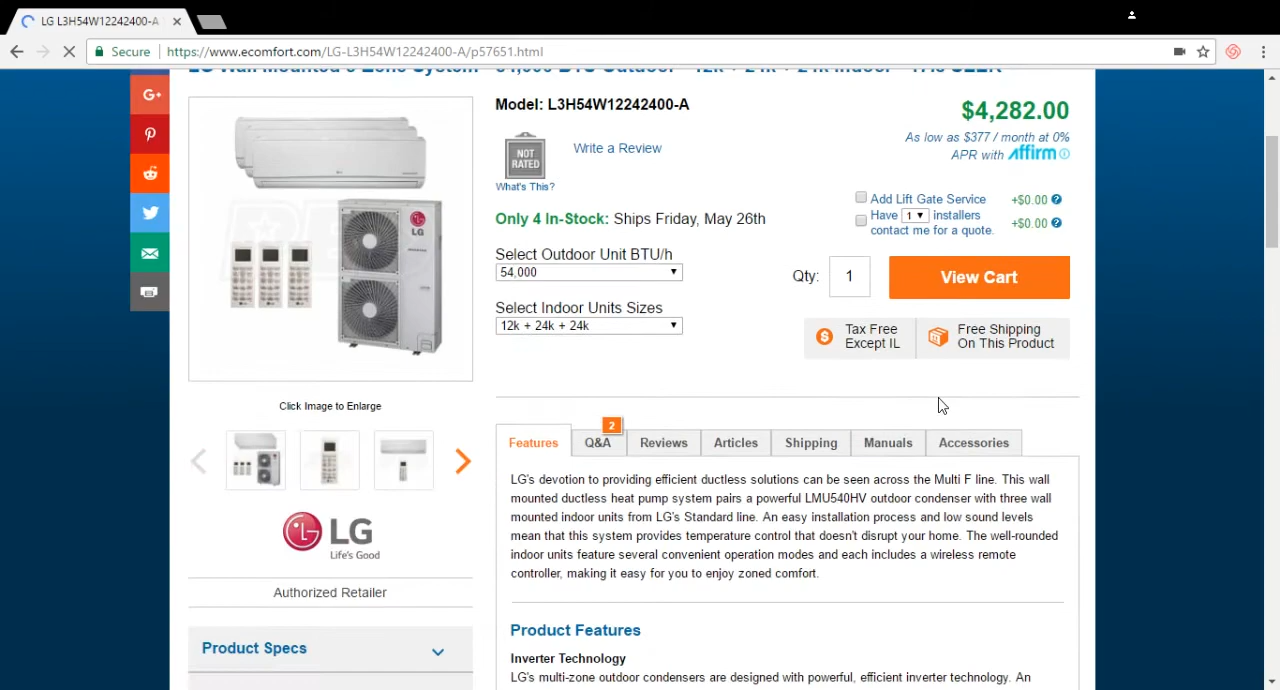 LG L3H54W12242400-A
Secure
https://www.ecomfort.com/LG-L3H54W12242400-A/p57651.html
LG Wall Mounted 3 Zone System - 54,000 BTU Outdoor - 12k + 24k + 24k Indoor - 17.5 SEER
G+
LG
Click Image to Enlarge
LG
Life's Good
Authorized Retailer
Product Specs
Model: L3H54W12242400-A
NOT
RATED
What's This?
Write a Review
Only 4 In-Stock: Ships Friday, May 26th
Select Outdoor Unit BTU/h
54,000
Select Indoor Units Sizes
12k + 24k + 24k
$4,282.00
As low as $377 / month at 0%
APR with affirm
Add Lift Gate Service +$0.00
Have 1 installers
contact me for a quote. +$0.00
Qty: 1
View Cart
Tax Free
Except IL
Free Shipping
On This Product
2
Features Q&A Reviews Articles Shipping Manuals Accessories
LG's devotion to providing efficient ductless solutions can be seen across the Multi F line. This wall
mounted ductless heat pump system pairs a powerful LMU540HV outdoor condenser with three wall
mounted indoor units from LG's Standard line. An easy installation process and low sound levels
mean that this system provides temperature control that doesn't disrupt your home. The well-rounded
indoor units feature several convenient operation modes and each includes a wireless remote
controller, making it easy for you to enjoy zoned comfort.
Product Features
Inverter Technology
LG's multi-zone outdoor condensers are designed with powerful, efficient inverter technology. An